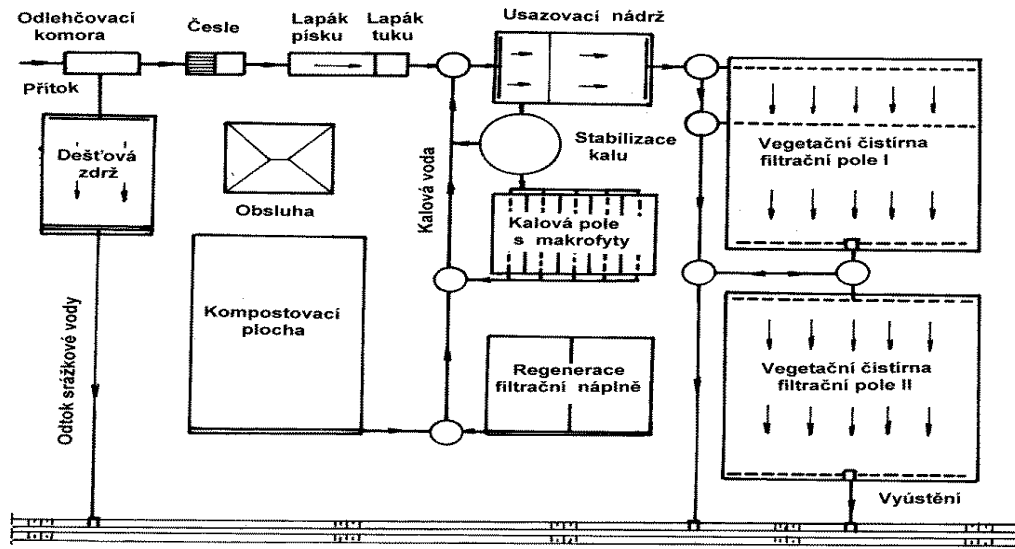 Odlehčovací
komora
Česle
Lapák
písku
Lapák
tuku
Usazovací nádrž
Přítok
Dešťová
zdrž
Obsluha
Kalová voda
Stabilizace
kalu
Vegetační čistírna
filtrační pole I
Kalová pole
s makrofyty
Kompostovací
plocha
Odtok srážkové vody
Regenerace
filtrační náplně
Vegetační čistírna
filtrační pole II
Vyústění